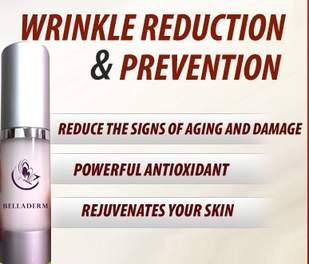 WRINKLE REDUCTION
& PREVENTION
REDUCE THE SIGNS OF AGING AND DAMAGE
POWERFUL ANTIOXIDANT
REJUVENATES YOUR SKIN
BELLADERM